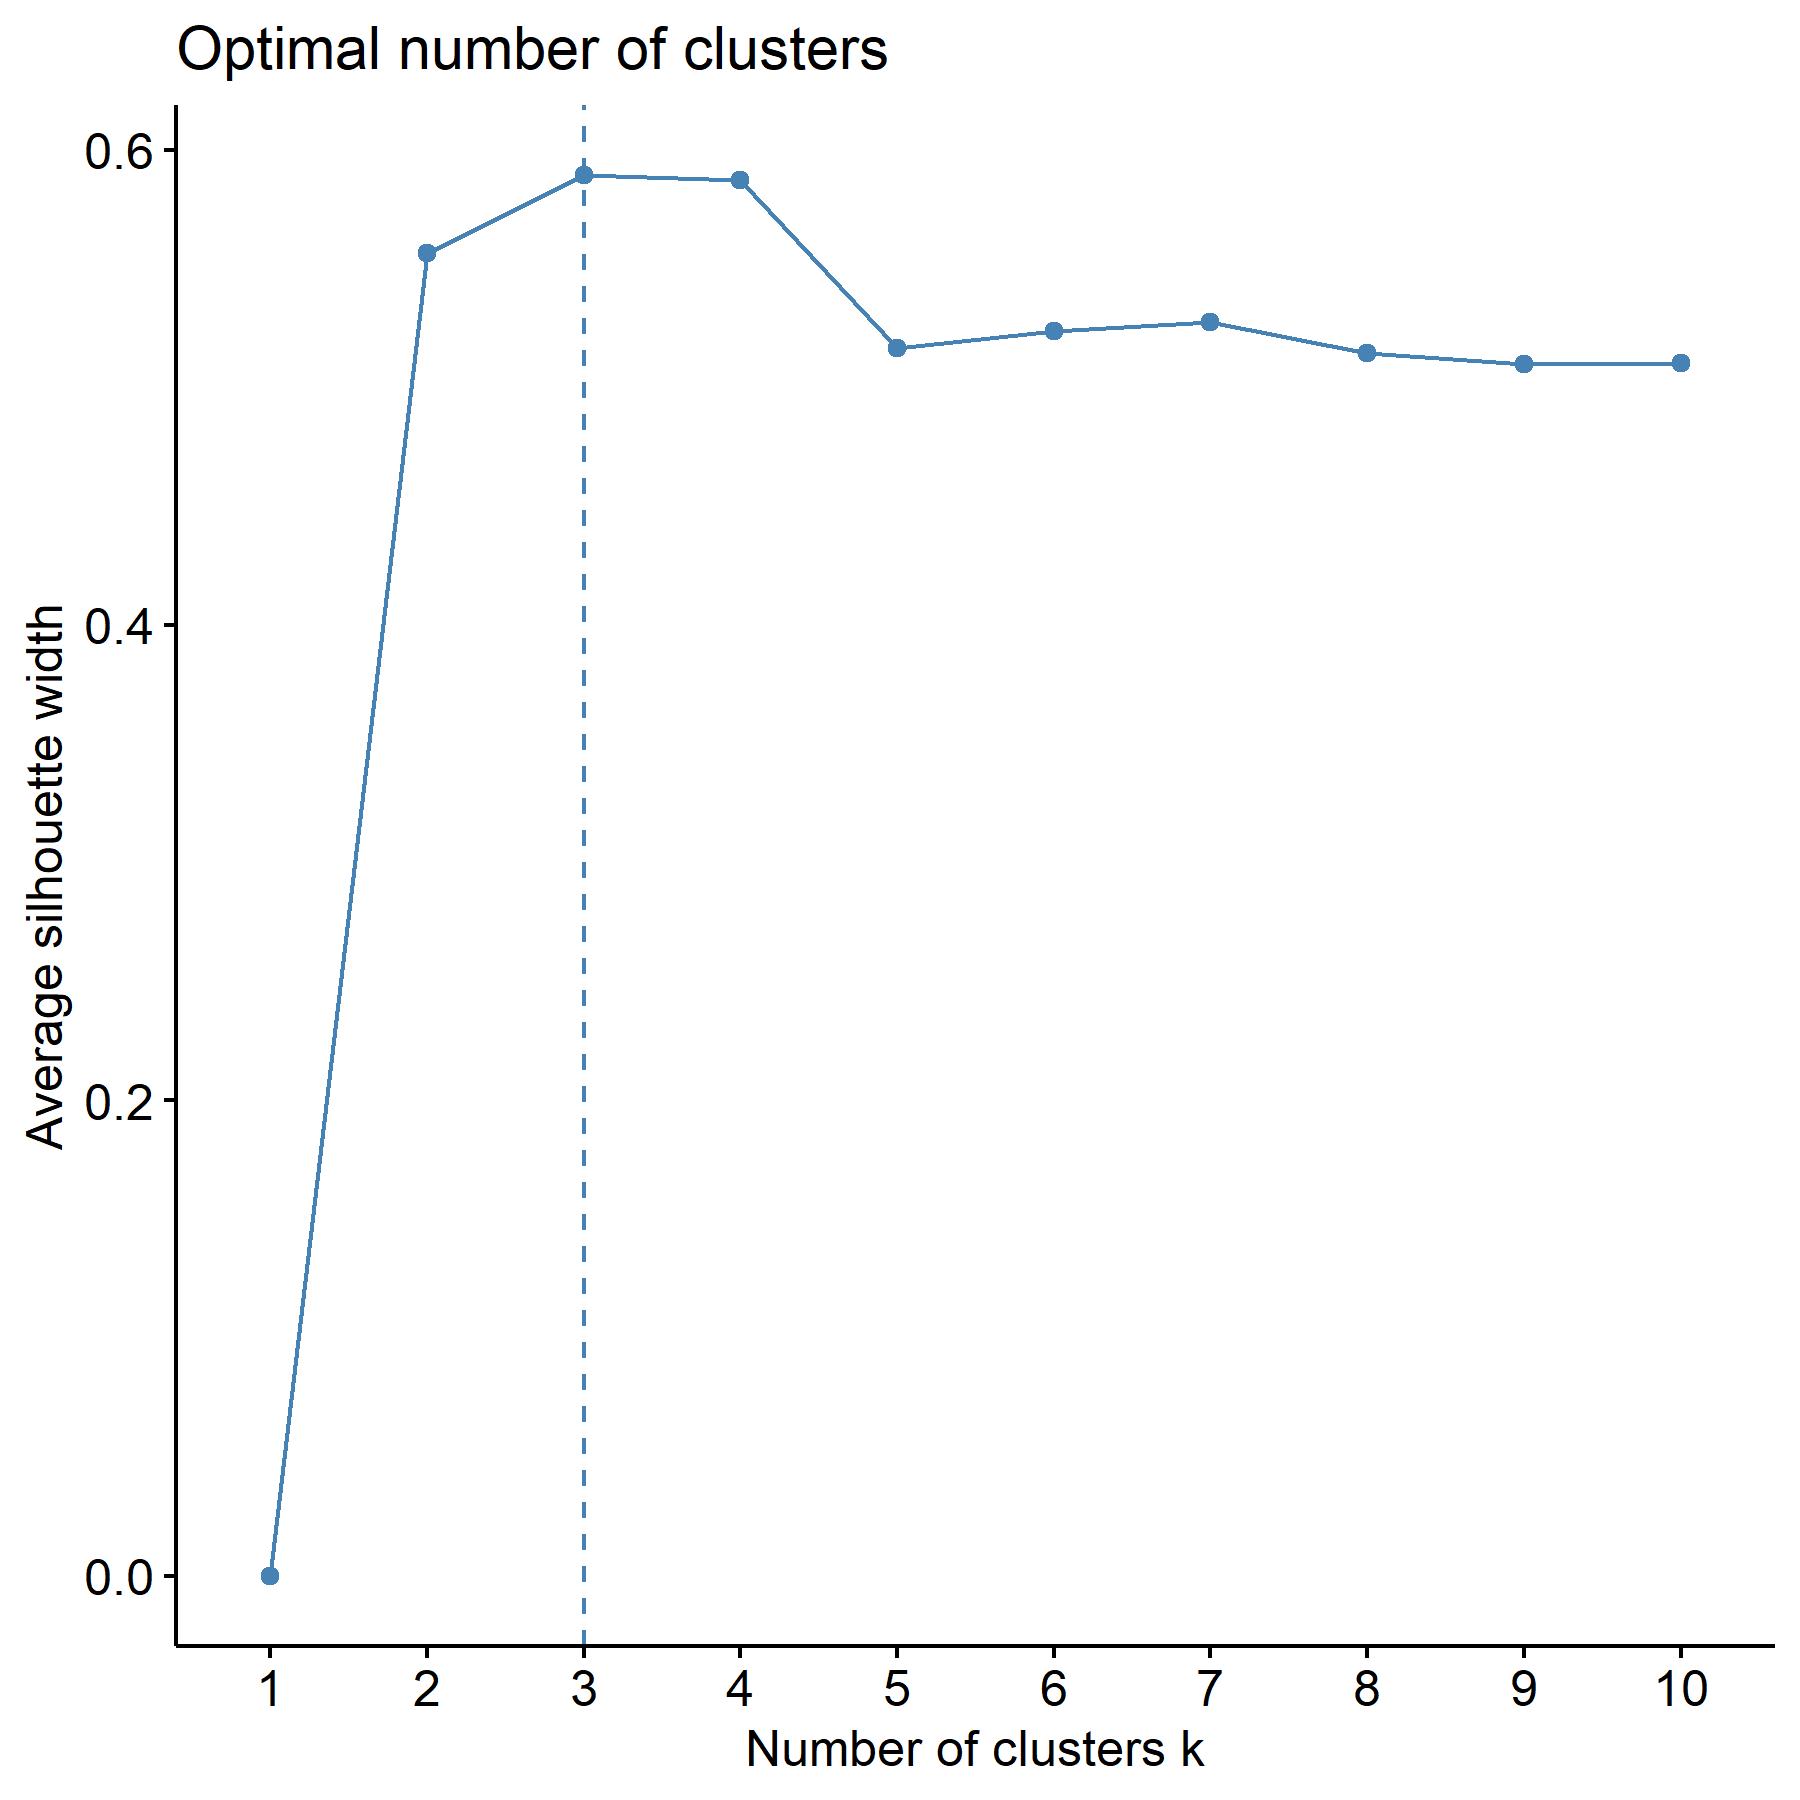 Optimal number of clusters
0.6
0.4
0.2
0.0
Average silhouette width
1 2 3 4 5 6 7 8 9 10
Number of clusters k